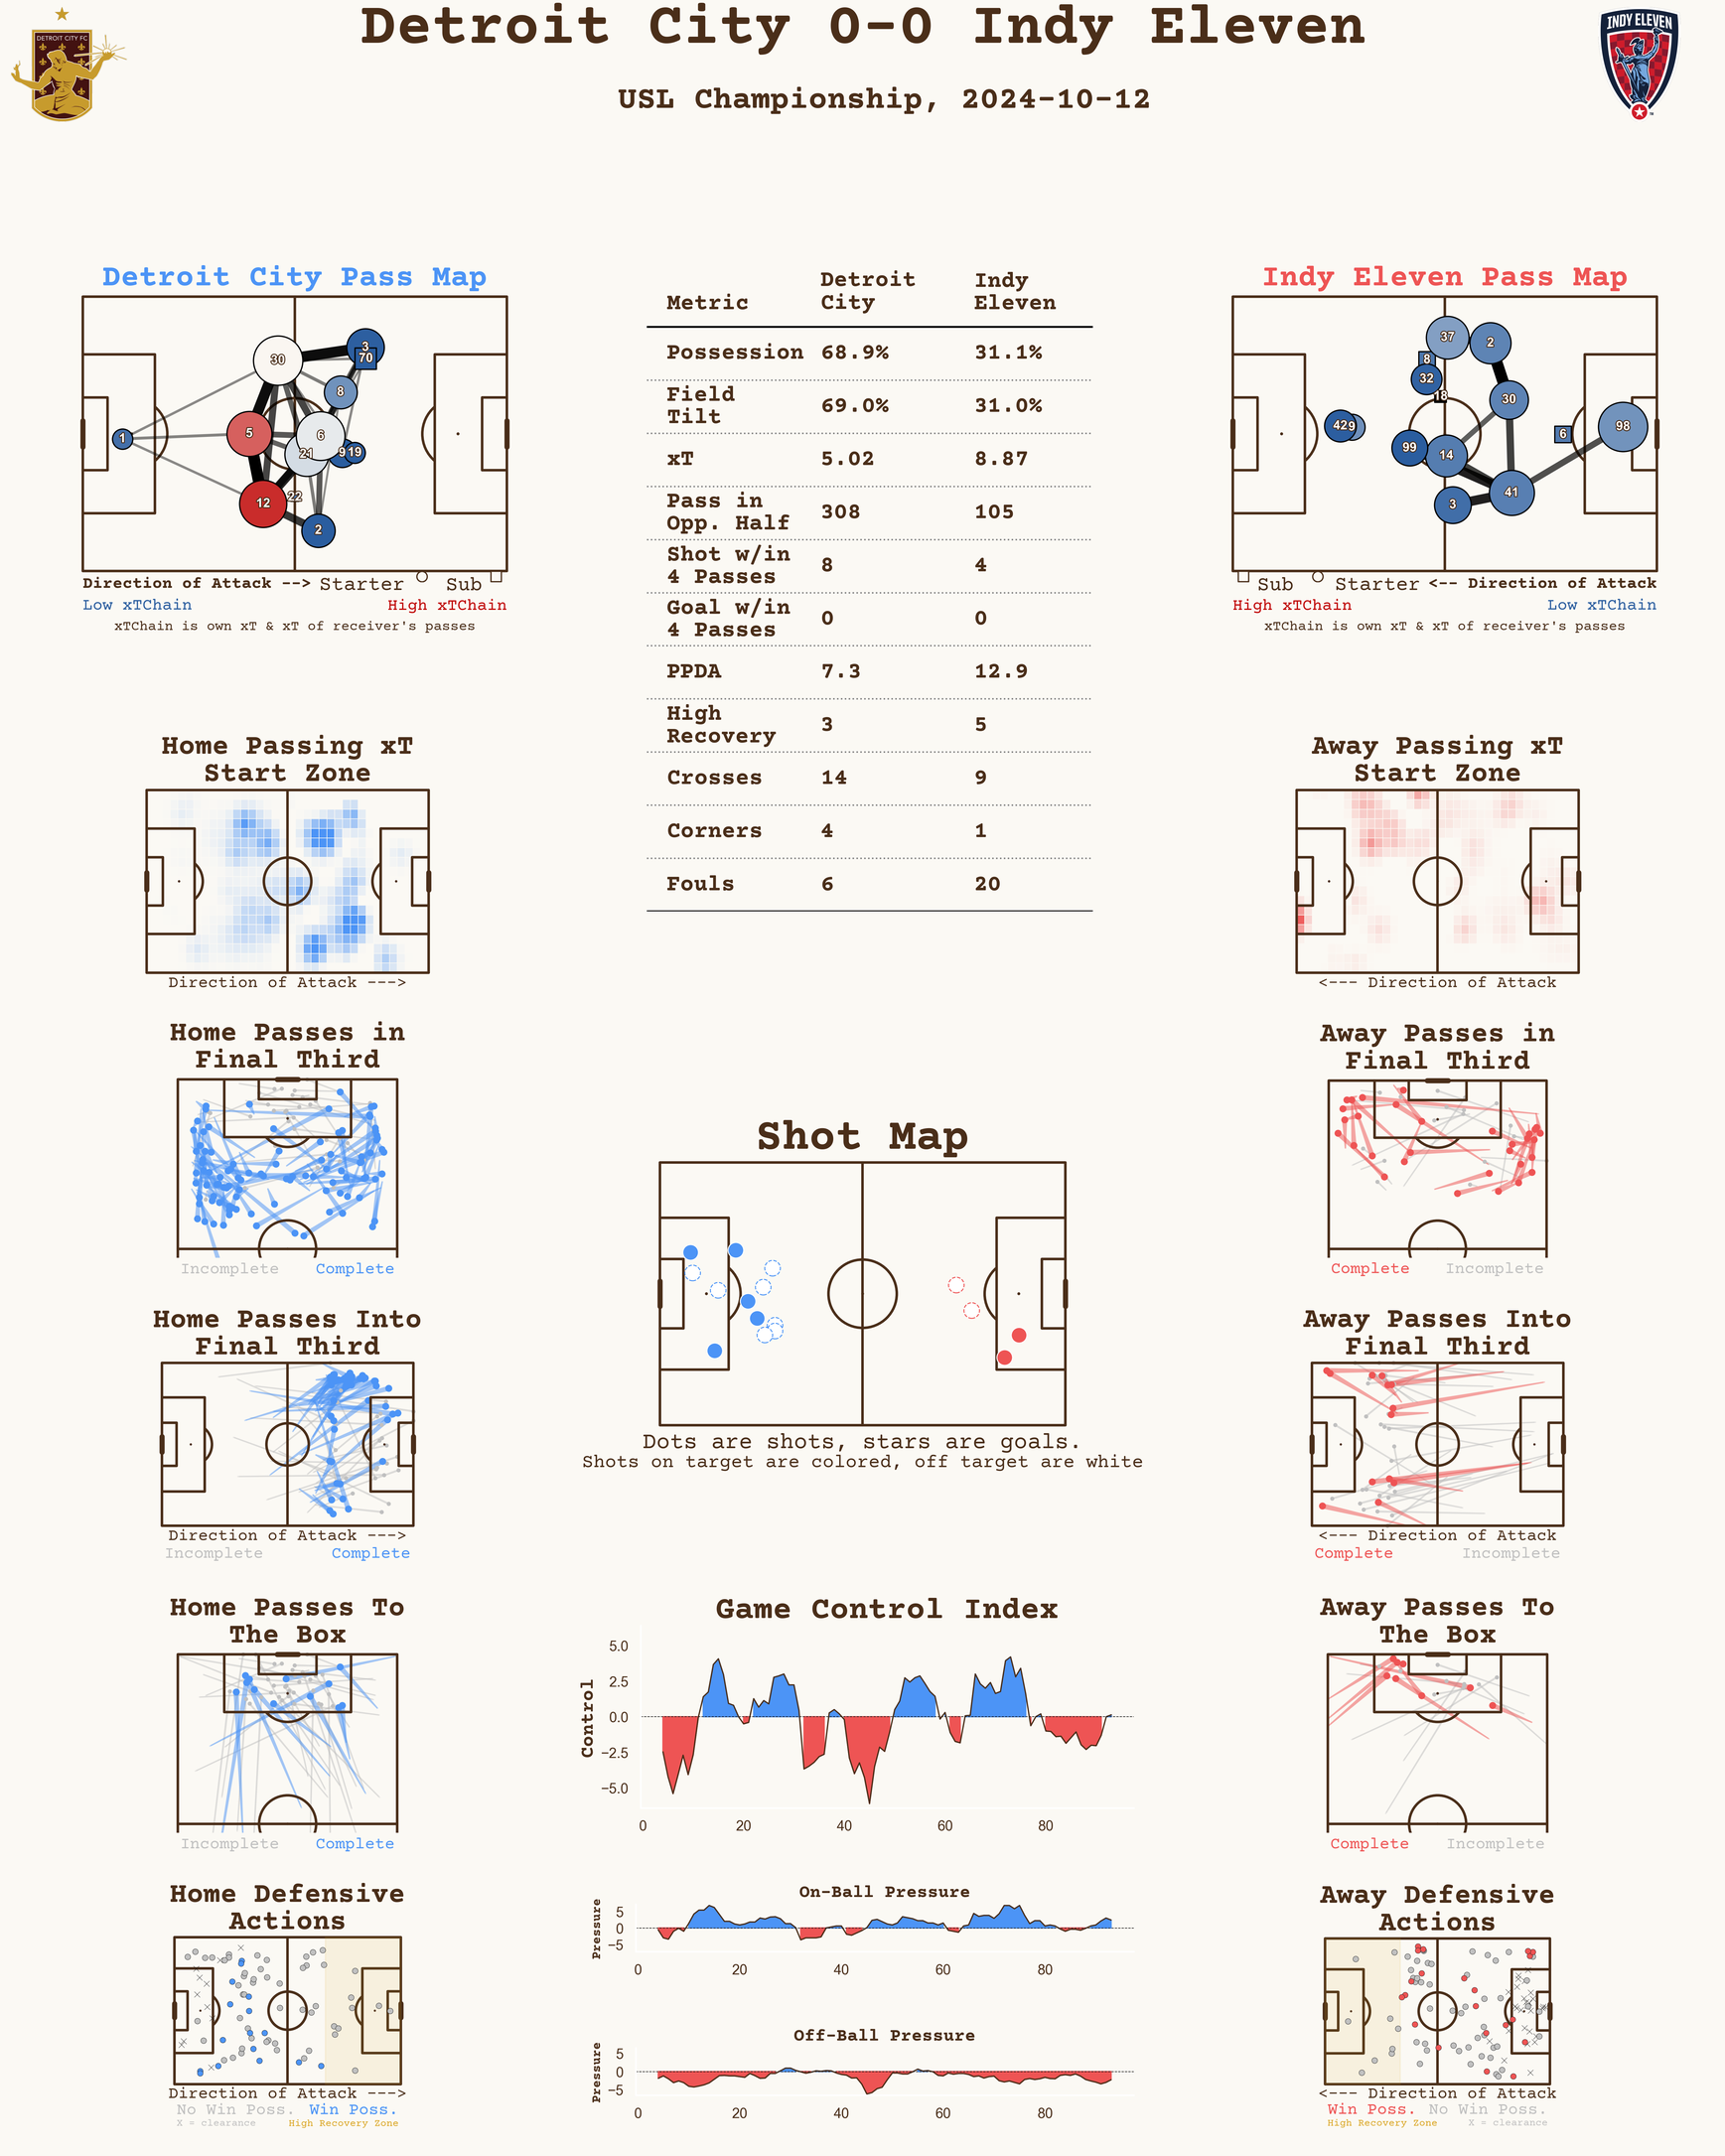 Detroit City 0-0 Indy Eleven
USL Championship, 2024-10-12
DETROIT CITY FC
INDY ELEVEN
Detroit City Pass Map
30
3
70
8
1
5
6
21
9
19
12
22
2
Direction of Attack --> Starter Sub
Low xTChain High xTChain
xTChain is own xT & xT of receiver's passes
Metric Detroit City Indy Eleven
Possession 68.9% 31.1%
Field Tilt 69.0% 31.0%
xT 5.02 8.87
Pass in Opp. Half 308 105
Shot w/in 4 Passes 8 4
Goal w/in 4 Passes 0 0
PPDA 7.3 12.9
High Recovery 3 5
Crosses 14 9
Corners 4 1
Fouls 6 20
Indy Eleven Pass Map
37
2
8
32
18
30
42
9
99
14
6
98
41
3
Sub Starter <-- Direction of Attack
High xTChain Low xTChain
xTChain is own xT & xT of receiver's passes
Home Passing xT
Start Zone
Direction of Attack --->
Away Passing xT
Start Zone
<--- Direction of Attack
Home Passes in
Final Third
Incomplete Complete
Away Passes in
Final Third
Complete Incomplete
Shot Map
Dots are shots, stars are goals.
Shots on target are colored, off target are white
Home Passes Into
Final Third
Direction of Attack --->
Incomplete Complete
Away Passes Into
Final Third
<--- Direction of Attack
Complete Incomplete
Home Passes To
The Box
Incomplete Complete
Game Control Index
Control
5.0
2.5
0.0
−2.5
−5.0
0 20 40 60 80
Away Passes To
The Box
Complete Incomplete
Home Defensive
Actions
Direction of Attack --->
No Win Poss. Win Poss.
X = clearance High Recovery Zone
On-Ball Pressure
Pressure
5
0
−5
0 20 40 60 80
Off-Ball Pressure
Pressure
5
0
−5
0 20 40 60 80
Away Defensive
Actions
<--- Direction of Attack
Win Poss. No Win Poss.
High Recovery Zone X = clearance